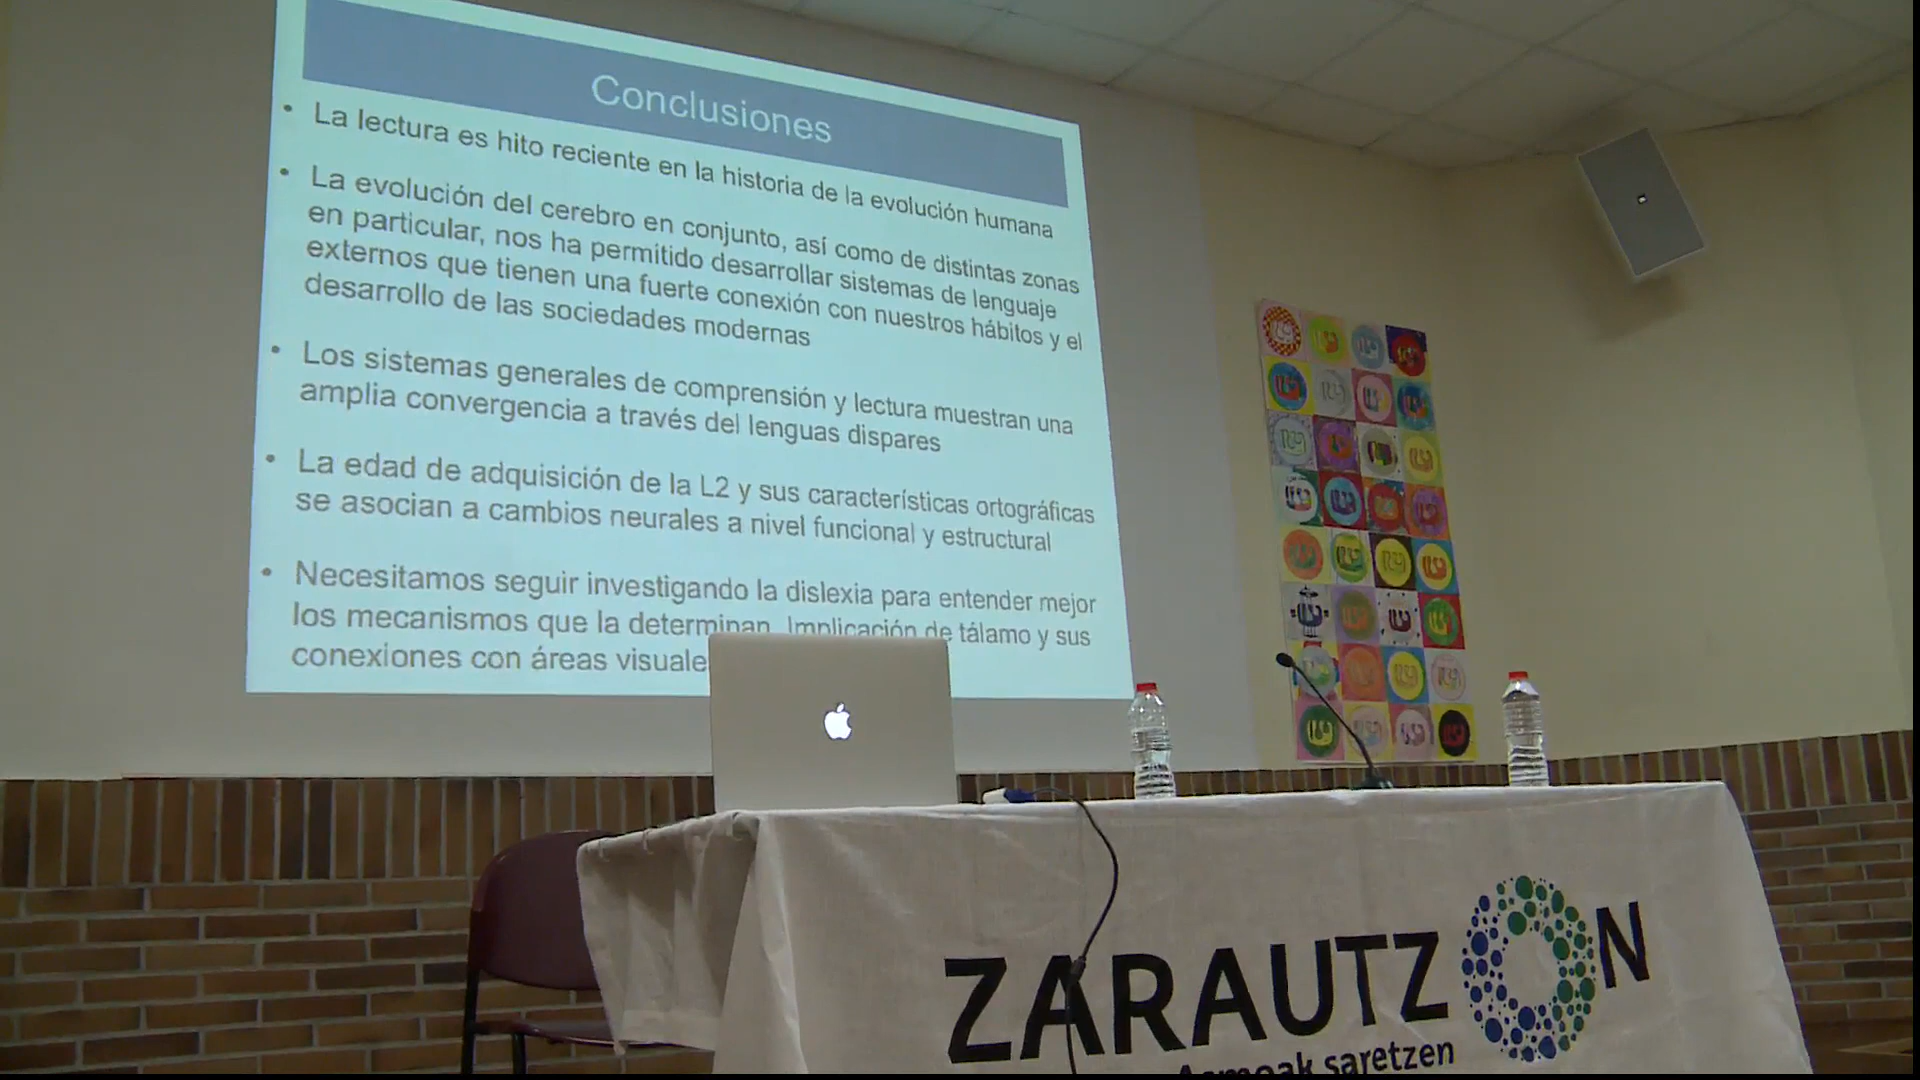 Conclusiones
• La lectura es hito reciente en la historia de la evolución humana
• La evolución del cerebro en conjunto, así como de distintas zonas
en particular, nos ha permitido desarrollar sistemas de lenguaje
externos que tienen una fuerte conexión con nuestros hábitos y el
desarrollo de las sociedades modernas
• Los sistemas generales de comprensión y lectura muestran una
amplia convergencia a través del lenguas dispares
• La edad de adquisición de la L2 y sus características ortográficas
se asocian a cambios neurales a nivel funcional y estructural
• Necesitamos seguir investigando la dislexia para entender mejor
los mecanismos que la determinan. Implicación de tálamo y sus
conexiones con áreas visuale
ZARAUTZON
saretzen